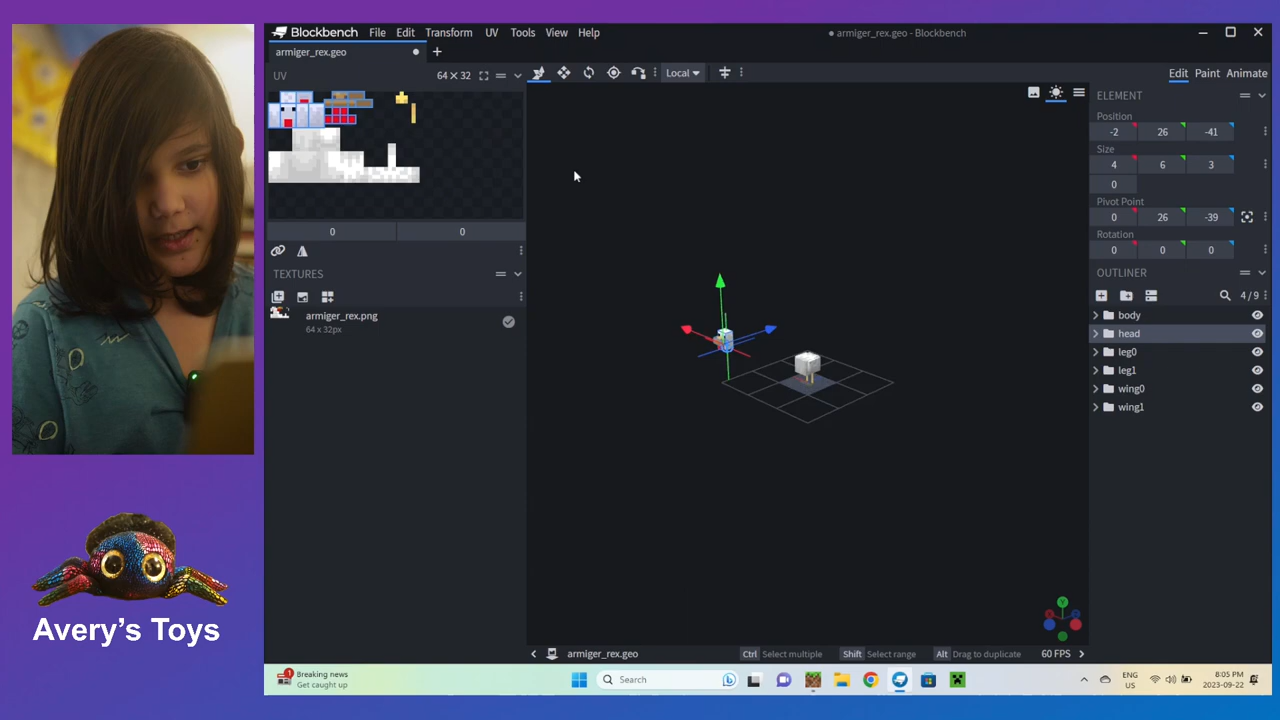 Blockbench
File
Edit
Transform
UV
Tools
View
Help
armiger_rex.geo - Blockbench
armiger_rex.geo
UV
64 × 32
Local
Edit
Paint
Animate
0
0
TEXTURES
armiger_rex.png
64 x 32px
ELEMENT
Position
-2
26
-41
Size
4
6
3
0
Pivot Point
0
26
-39
Rotation
0
0
0
OUTLINER
4/9
body
head
leg0
leg1
wing0
wing1
armiger_rex.geo
Ctrl Select multiple
Shift Select range
Alt Drag to duplicate
60 FPS
Avery's Toys
1
Breaking news
Get caught up
Search
ENG
US
8:05 PM
2023-09-22